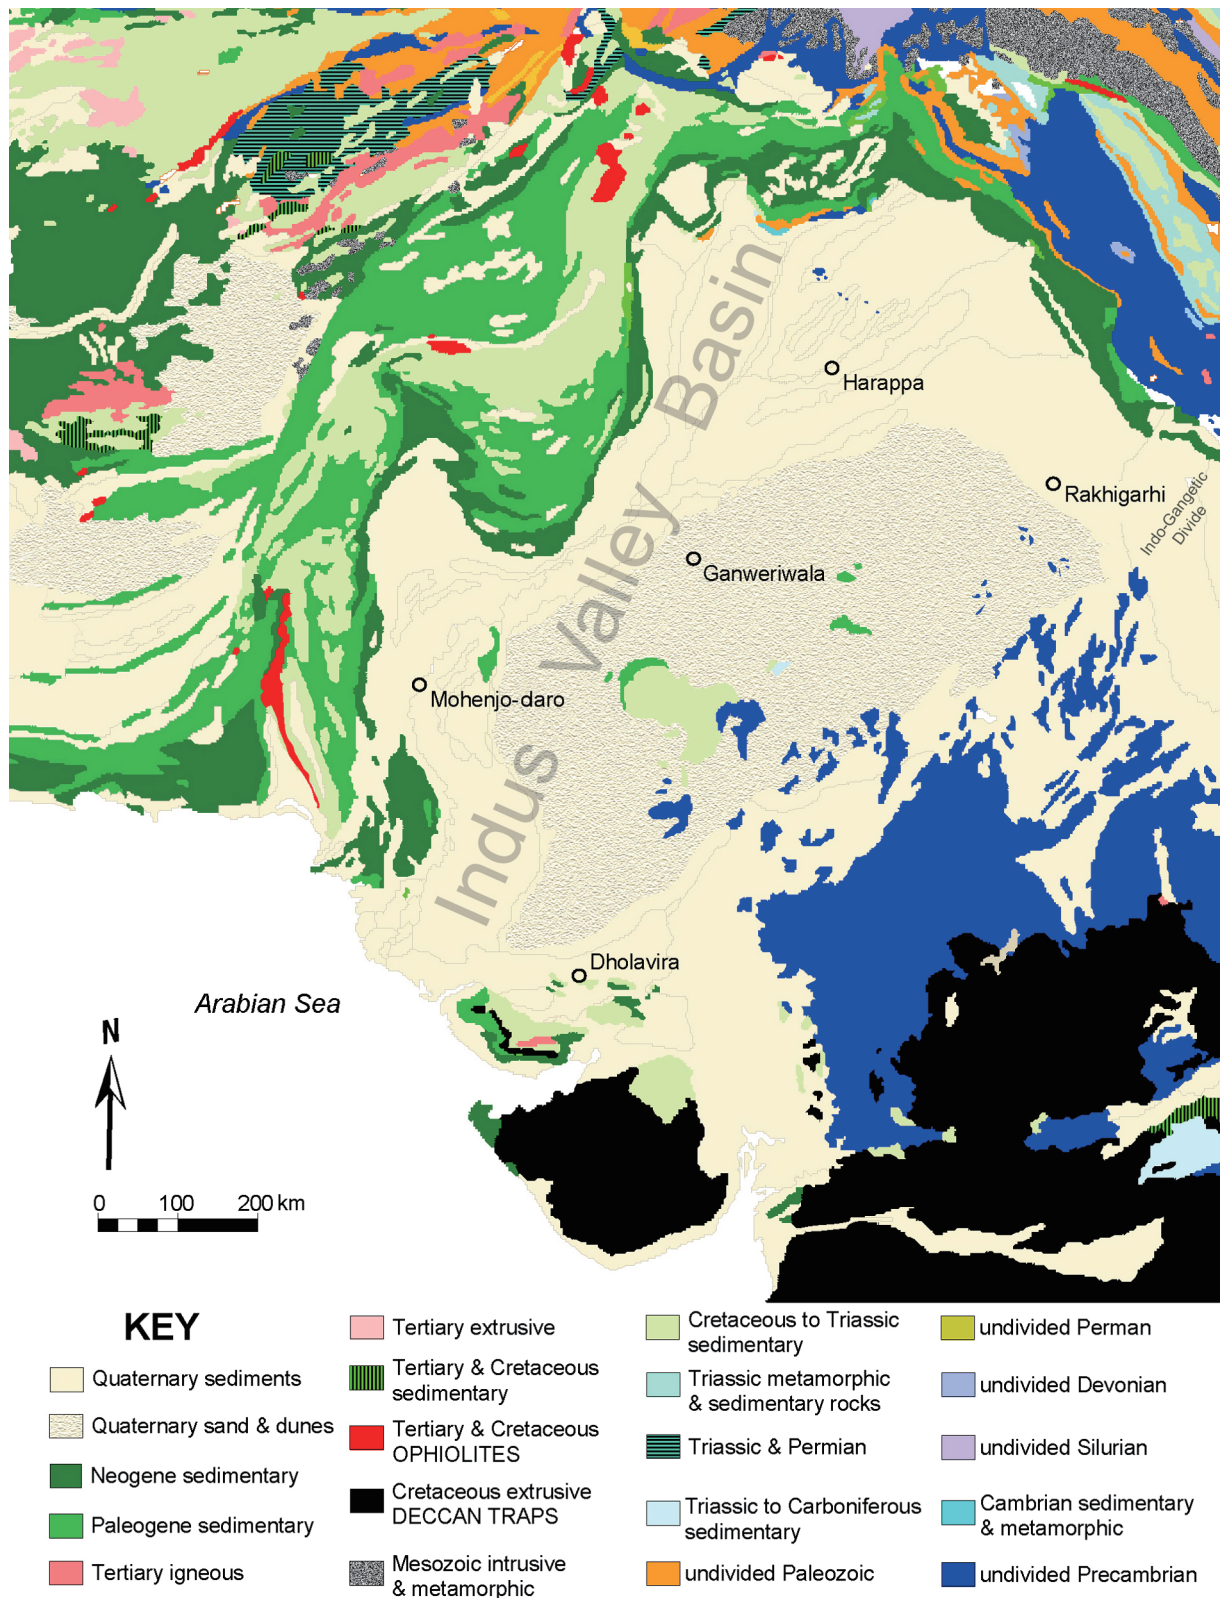 Indus Valley Basin
Harappa
Rakhigarhi
Indo-Gangetic
Divide
Ganweriwala
Mohenjo-daro
Dholavira
Arabian Sea
N
0 100 200 km
KEY
Quaternary sediments
Quaternary sand & dunes
Neogene sedimentary
Paleogene sedimentary
Tertiary igneous
Tertiary extrusive
Tertiary & Cretaceous
sedimentary
Tertiary & Cretaceous
OPHIOLITES
Cretaceous extrusive
DECCAN TRAPS
Mesozoic intrusive
& metamorphic
Cretaceous to Triassic
sedimentary
Triassic metamorphic
& sedimentary rocks
Triassic & Permian
Triassic to Carboniferous
sedimentary
undivided Paleozoic
undivided Perman
undivided Devonian
undivided Silurian
Cambrian sedimentary
& metamorphic
undivided Precambrian